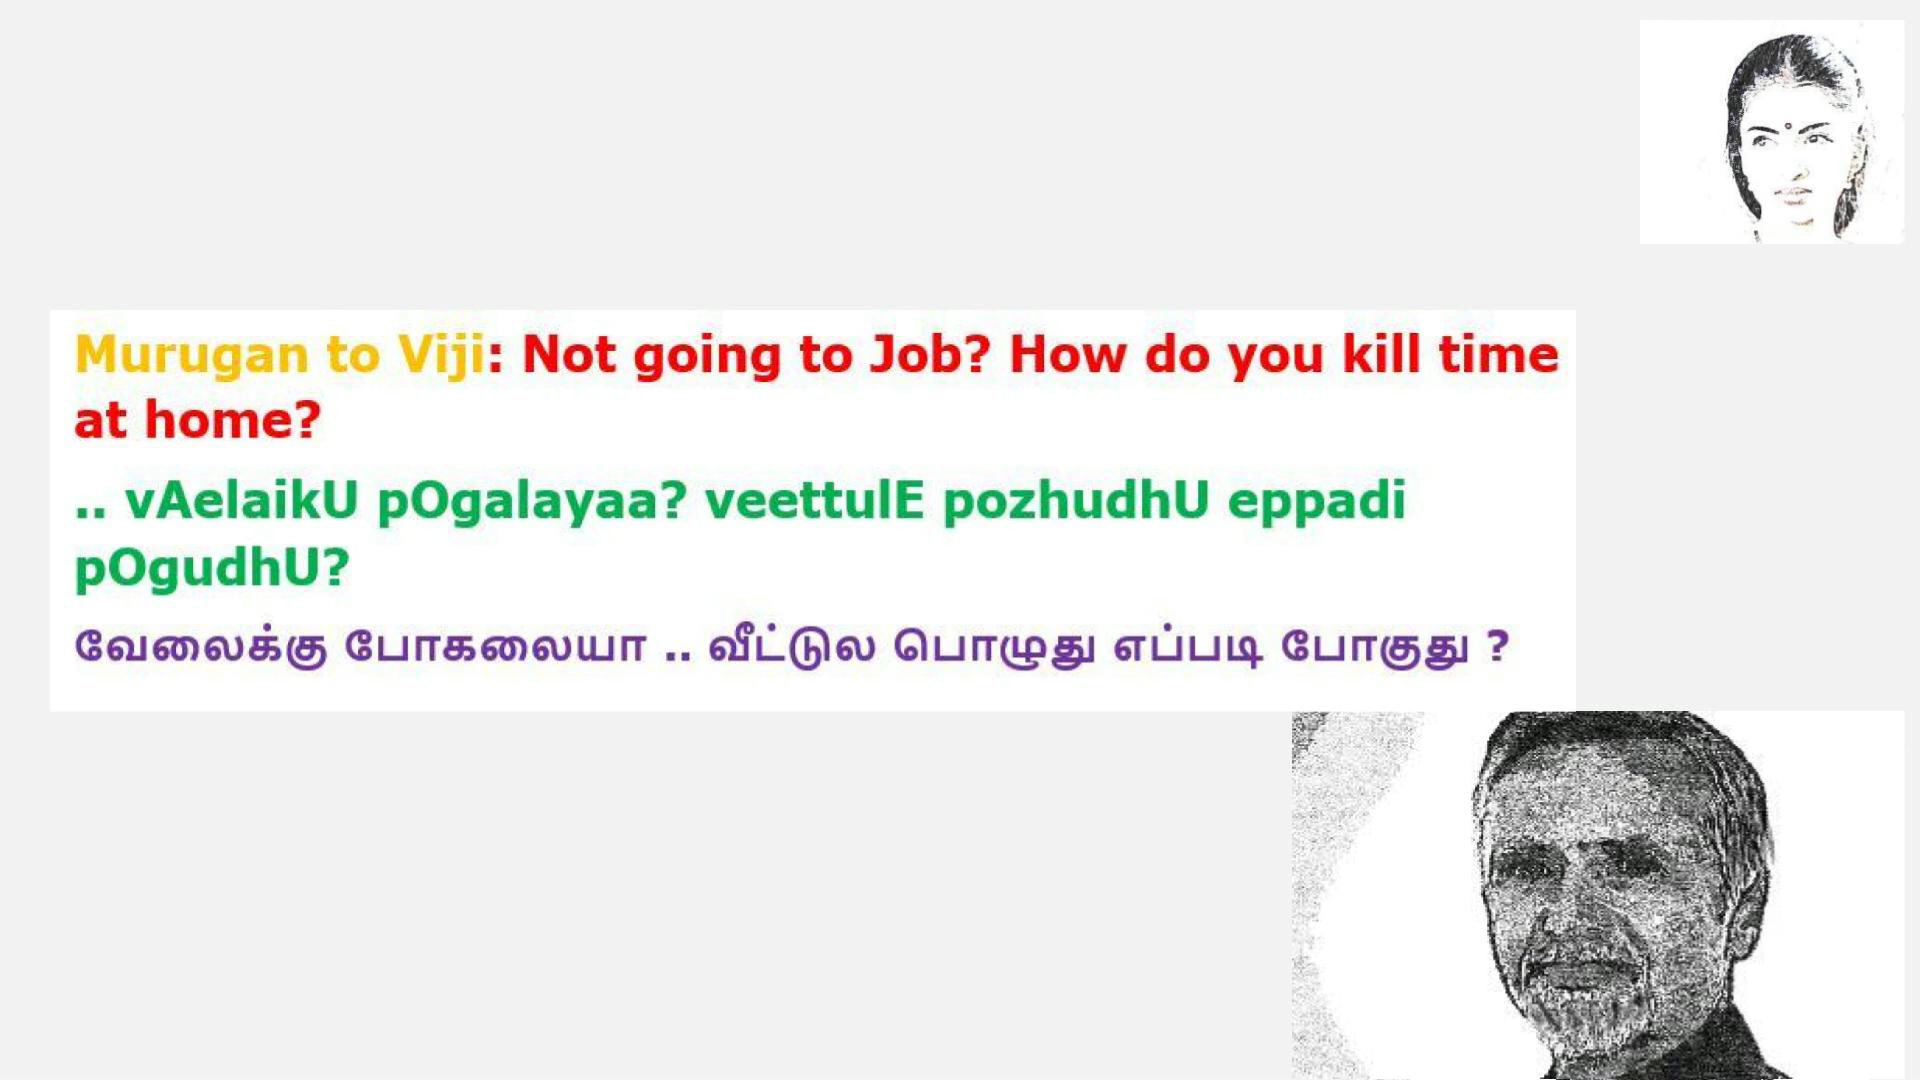 Murugan to Viji: Not going to Job? How do you kill time
at home?
.. vAelaikU pOgalayaa? veettulE pozhudhU eppadi
pOgudhU?
வேலைக்கு போகலையா .. வீட்டுல பொழுது எப்படி போகுது ?